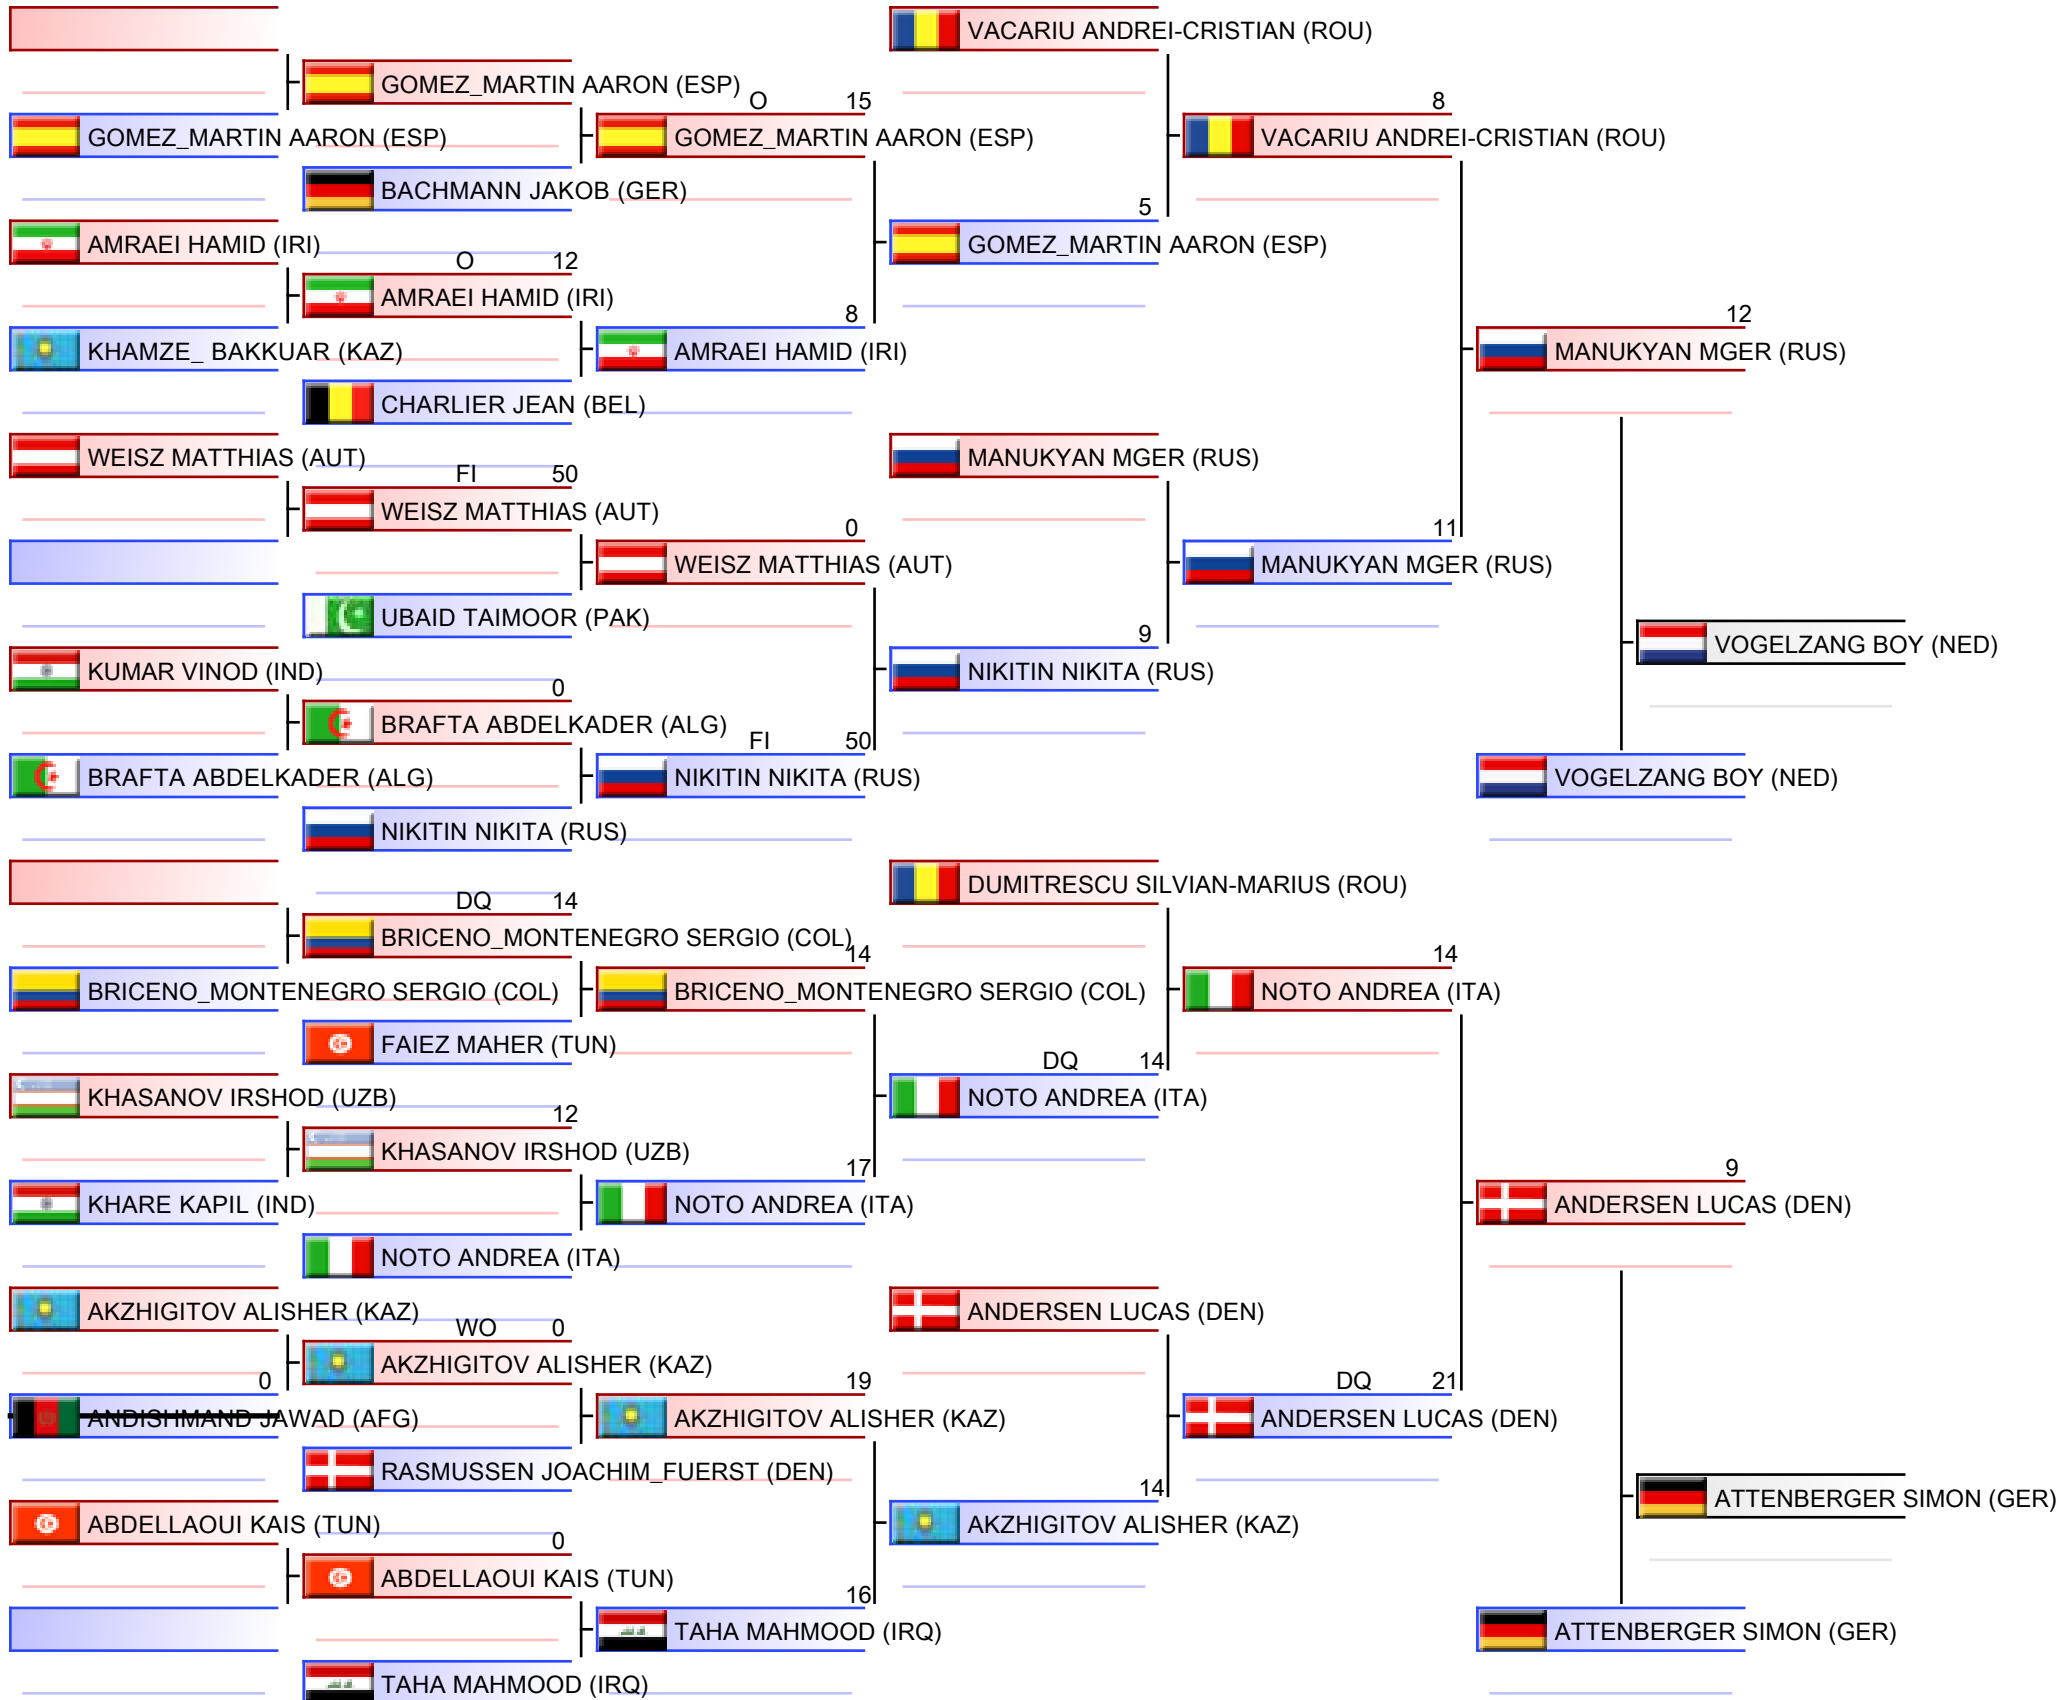 VACARIU ANDREI-CRISTIAN (ROU)
GOMEZ_MARTIN AARON (ESP)
O 15
8
GOMEZ_MARTIN AARON (ESP)
GOMEZ_MARTIN AARON (ESP)
VACARIU ANDREI-CRISTIAN (ROU)
BACHMANN JAKOB (GER)
5
AMRAEI HAMID (IRI)
GOMEZ_MARTIN AARON (ESP)
O 12
AMRAEI HAMID (IRI)
8
12
KHAMZE_ BAKKUAR (KAZ)
AMRAEI HAMID (IRI)
MANUKYAN MGER (RUS)
CHARLIER JEAN (BEL)
WEISZ MATTHIAS (AUT)
MANUKYAN MGER (RUS)
FI 50
WEISZ MATTHIAS (AUT)
0
11
WEISZ MATTHIAS (AUT)
MANUKYAN MGER (RUS)
UBAID TAIMOOR (PAK)
9
VOGELZANG BOY (NED)
KUMAR VINOD (IND)
NIKITIN NIKITA (RUS)
0
BRAFTA ABDELKADER (ALG)
FI 50
BRAFTA ABDELKADER (ALG)
NIKITIN NIKITA (RUS)
VOGELZANG BOY (NED)
NIKITIN NIKITA (RUS)
DUMITRESCU SILVIAN-MARIUS (ROU)
DQ 14
BRICENO_MONTENEGRO SERGIO (COL)
14
14
BRICENO_MONTENEGRO SERGIO (COL)
BRICENO_MONTENEGRO SERGIO (COL)
NOTO ANDREA (ITA)
FAIEZ MAHER (TUN)
DQ 14
KHASANOV IRSHOD (UZB)
NOTO ANDREA (ITA)
12
KHASANOV IRSHOD (UZB)
17
9
KHARE KAPIL (IND)
NOTO ANDREA (ITA)
ANDERSEN LUCAS (DEN)
NOTO ANDREA (ITA)
AKZHIGITOV ALISHER (KAZ)
ANDERSEN LUCAS (DEN)
WO 0
AKZHIGITOV ALISHER (KAZ)
0
19
DQ 21
ANDISHMAND JAWAD (AFG)
AKZHIGITOV ALISHER (KAZ)
ANDERSEN LUCAS (DEN)
RASMUSSEN JOACHIM_FUERST (DEN)
14
ATTENBERGER SIMON (GER)
ABDELLAOUI KAIS (TUN)
AKZHIGITOV ALISHER (KAZ)
0
ABDELLAOUI KAIS (TUN)
16
TAHA MAHMOOD (IRQ)
ATTENBERGER SIMON (GER)
TAHA MAHMOOD (IRQ)